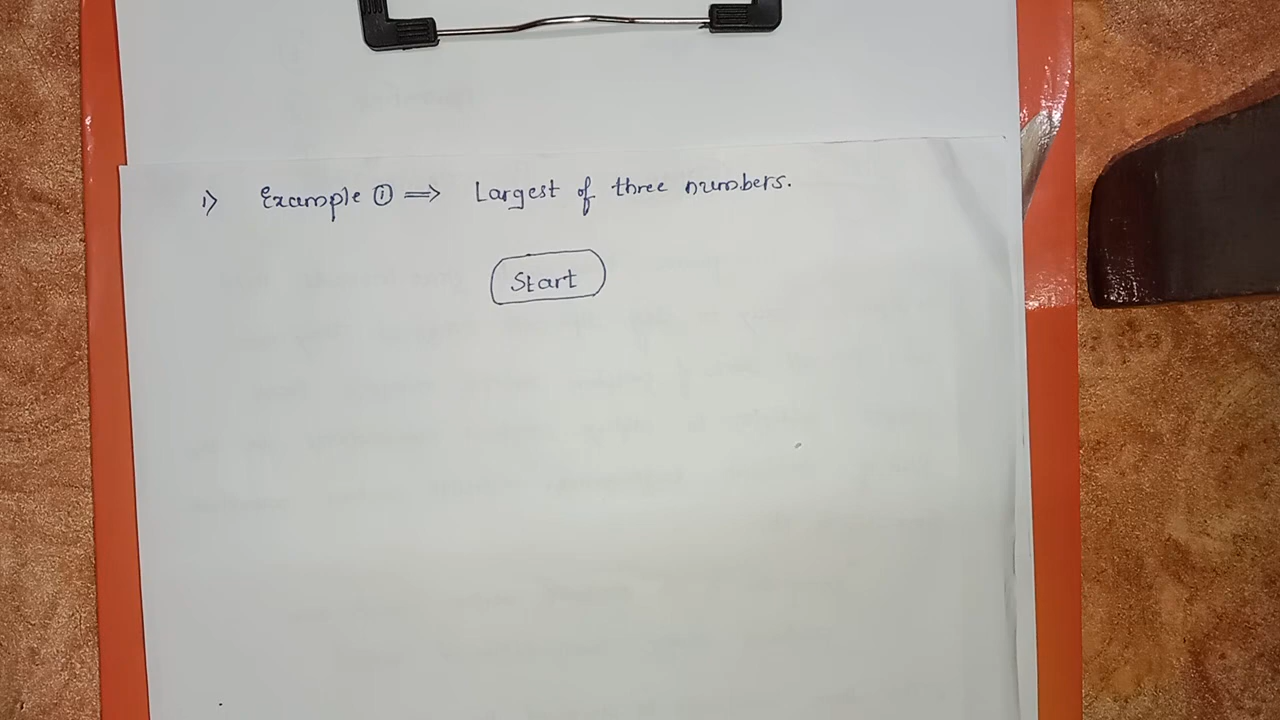 1) Example ① ⇒ Largest of three numbers.
Start